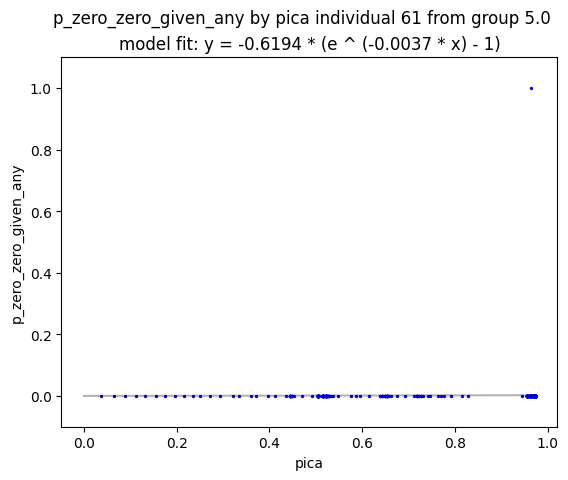 p_zero_zero_given_any by pica individual 61 from group 5.0
model fit: y = -0.6194 * (e ^ (-0.0037 * x) - 1)
1.0
0.8
0.6
0.4
0.2
0.0
p_zero_zero_given_any
0.0 0.2 0.4 0.6 0.8 1.0
pica